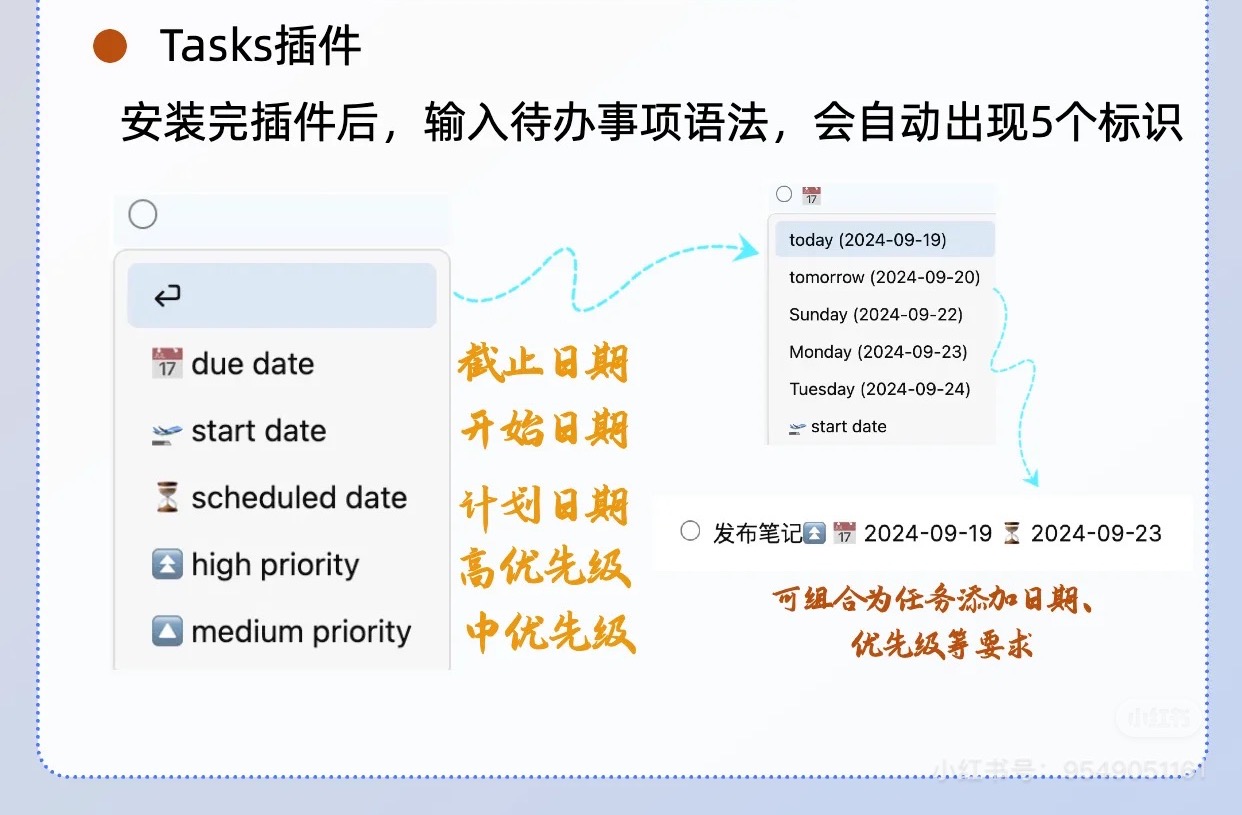 Tasks插件
安装完插件后，输入待办事项语法，会自动出现5个标识
📅 due date
🛫 start date
⏳ scheduled date
⏫ high priority
🔼 medium priority
截止日期
开始日期
计划日期
高优先级
中优先级
today (2024-09-19)
tomorrow (2024-09-20)
Sunday (2024-09-22)
Monday (2024-09-23)
Tuesday (2024-09-24)
🛫 start date
发布笔记⏫ 📅 2024-09-19 ⏳ 2024-09-23
可组合为任务添加日期、
优先级等要求
小红书
小红书号：9549051161